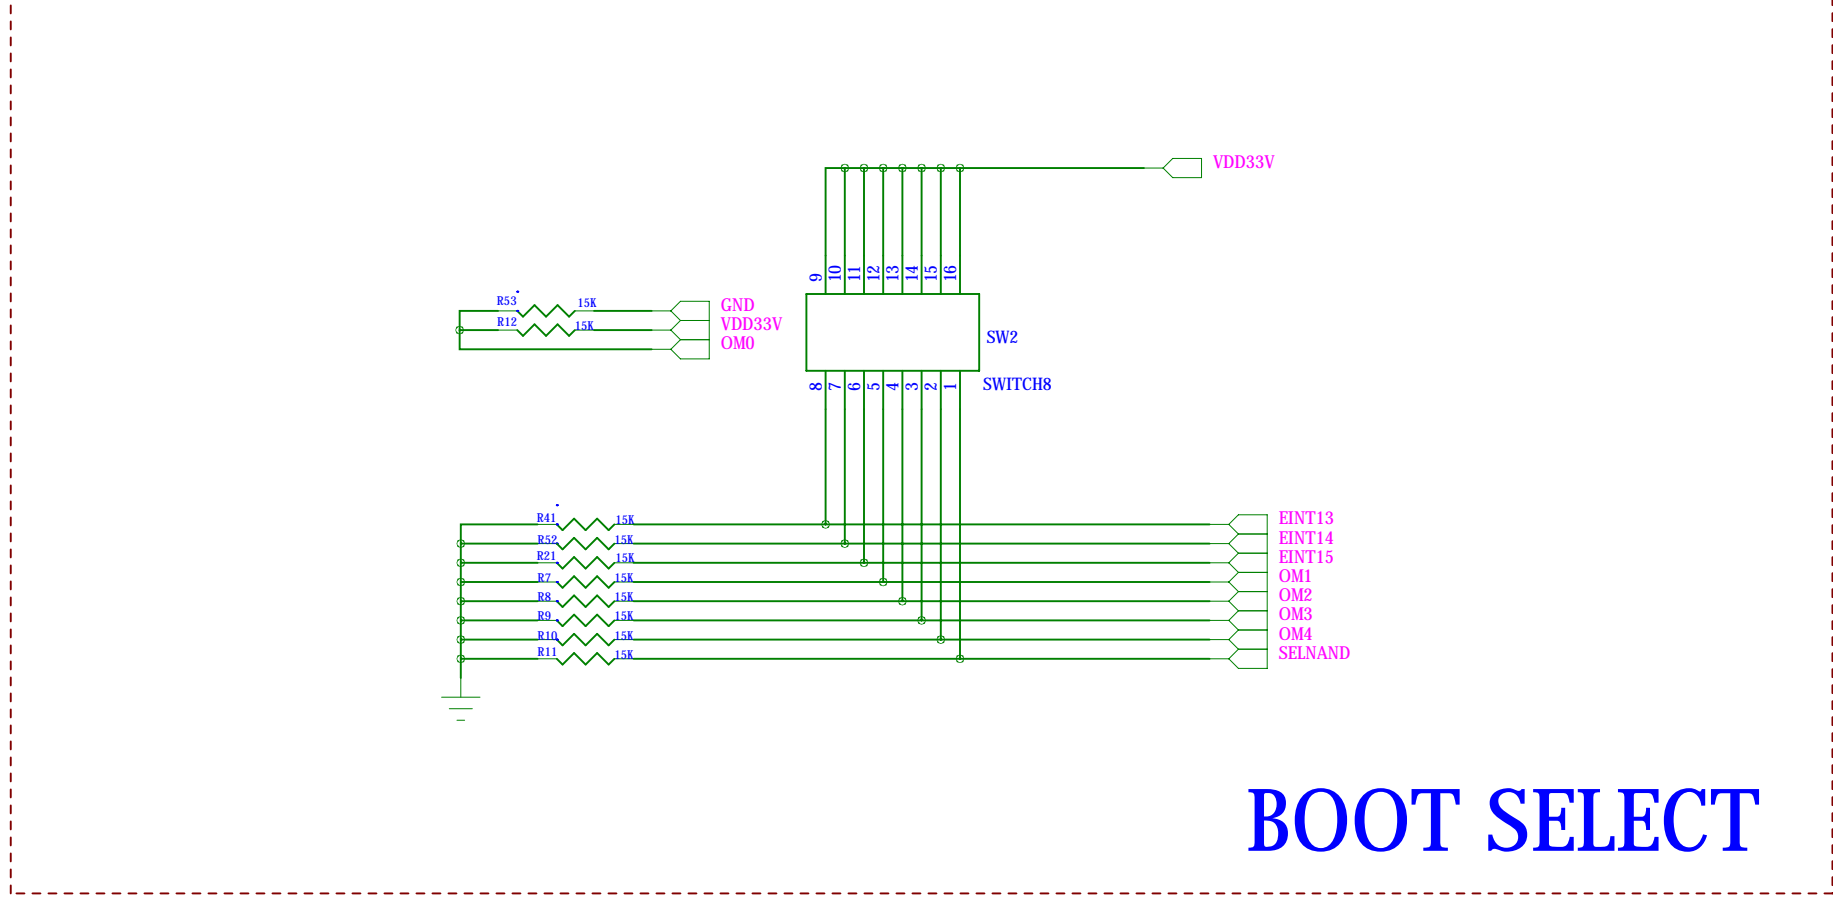 VDD33V
9 10 11 12 13 14 15 16
R53 15K GND
R12 15K VDD33V
OM0
SW2
8 7 6 5 4 3 2 1
SWITCH8
R41 15K EINT13
R52 15K EINT14
R21 15K EINT15
R7 15K OM1
R8 15K OM2
R9 15K OM3
R10 15K OM4
R11 15K SELNAND
BOOT SELECT